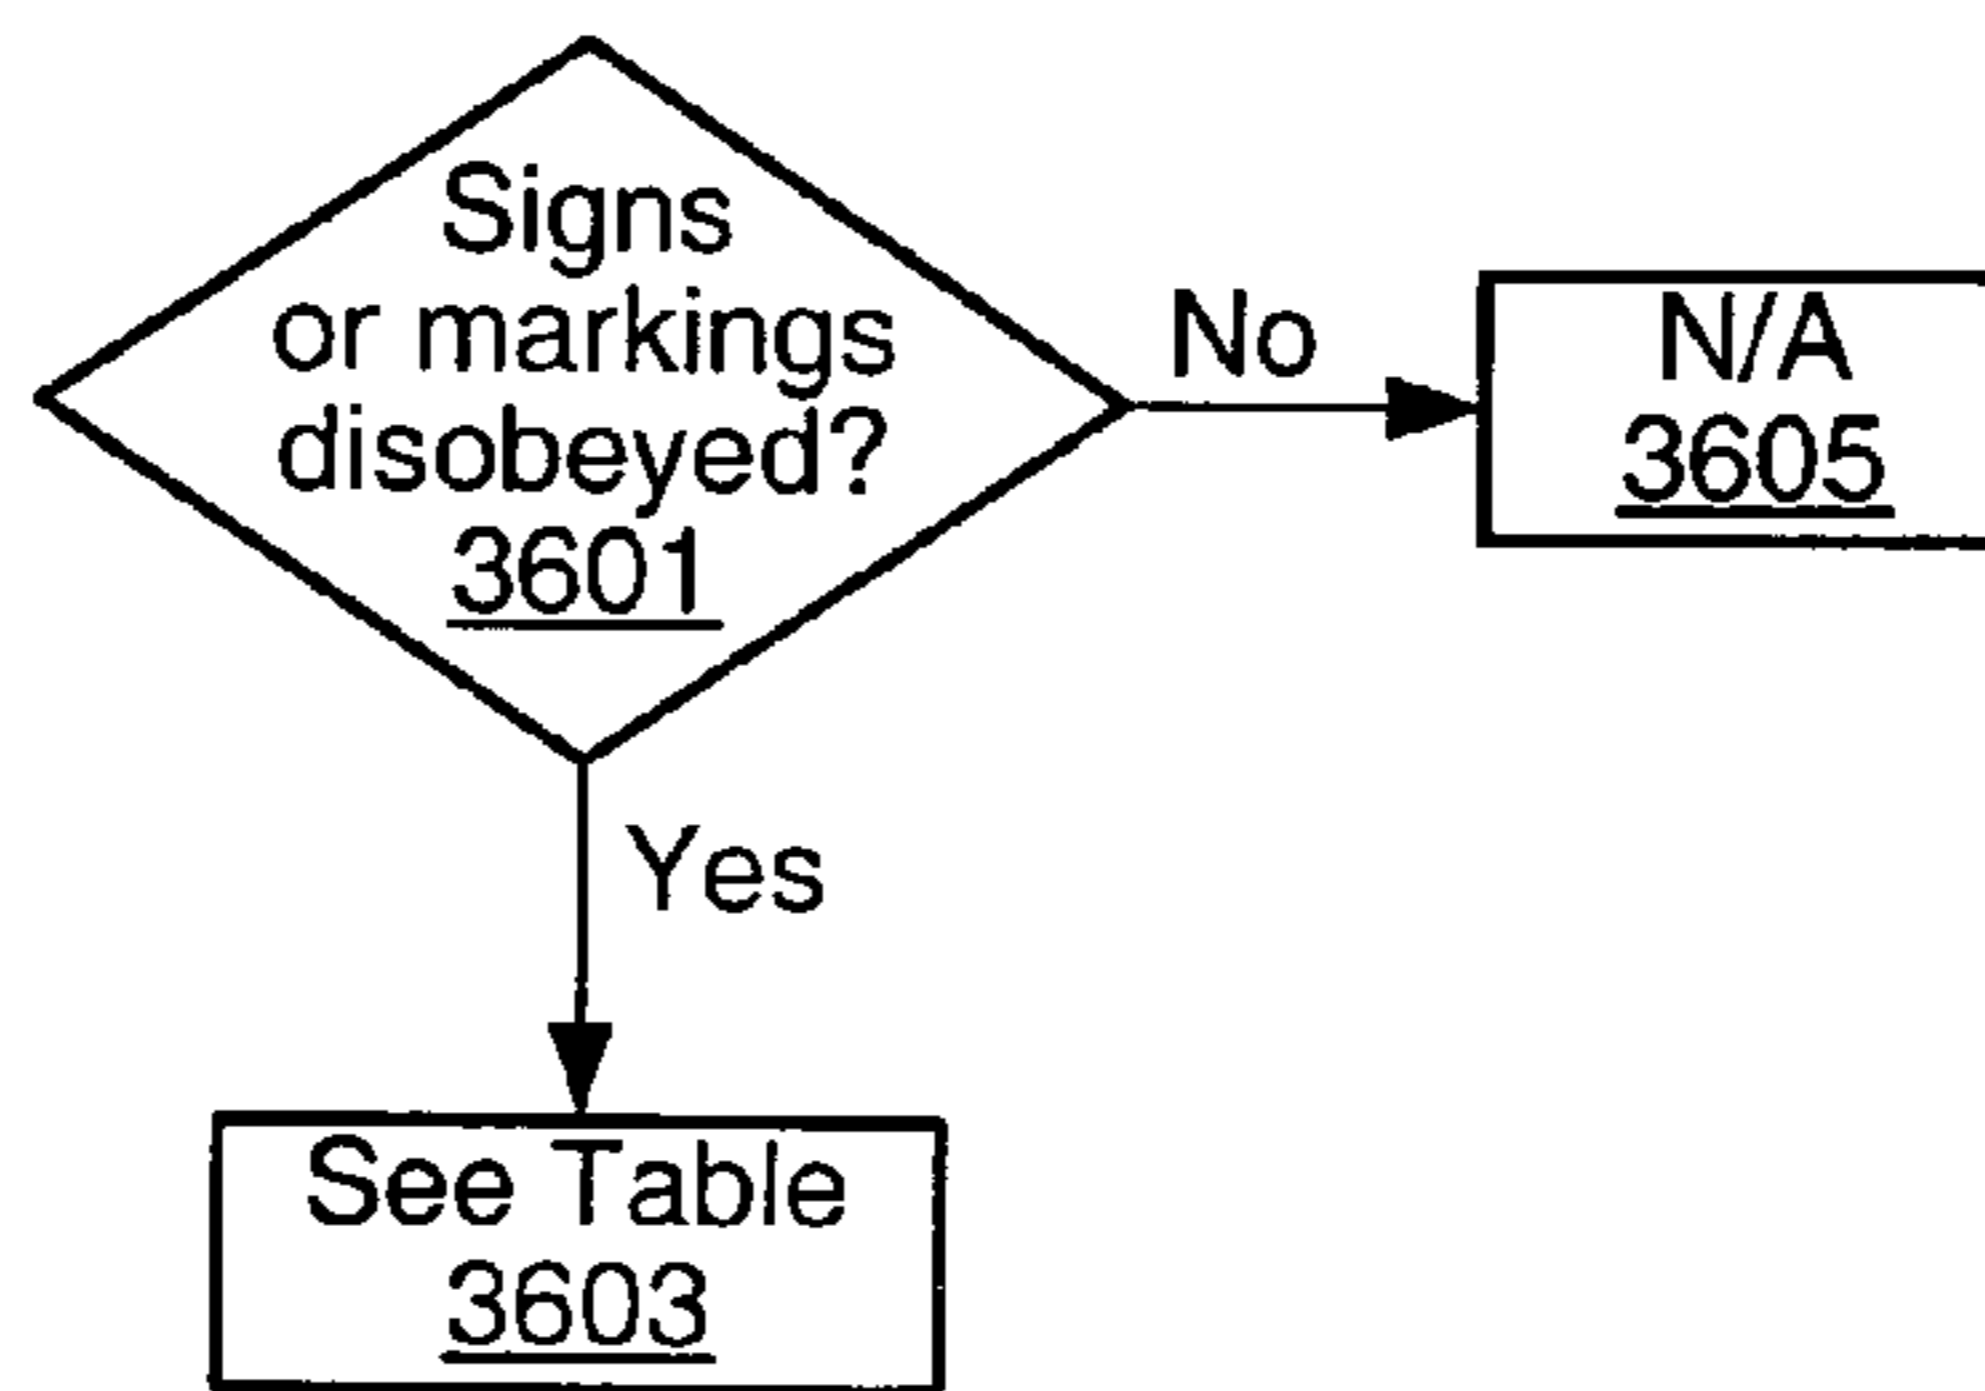 Signs
or markings
disobeyed?
3601
No
N/A
3605
Yes
See Table
3603